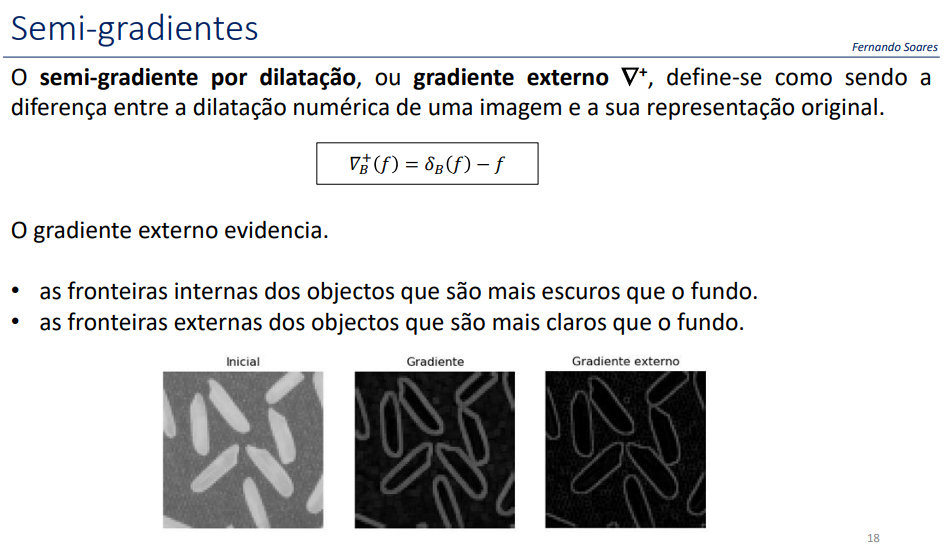 Semi-gradientes
Fernando Soares
O semi-gradiente por dilatação, ou gradiente externo ∇⁺, define-se como sendo a
diferença entre a dilatação numérica de uma imagem e a sua representação original.
∇_B^+(f) = δ_B(f) − f
O gradiente externo evidencia.
• as fronteiras internas dos objectos que são mais escuros que o fundo.
• as fronteiras externas dos objectos que são mais claros que o fundo.
Inicial
Gradiente
Gradiente externo
18